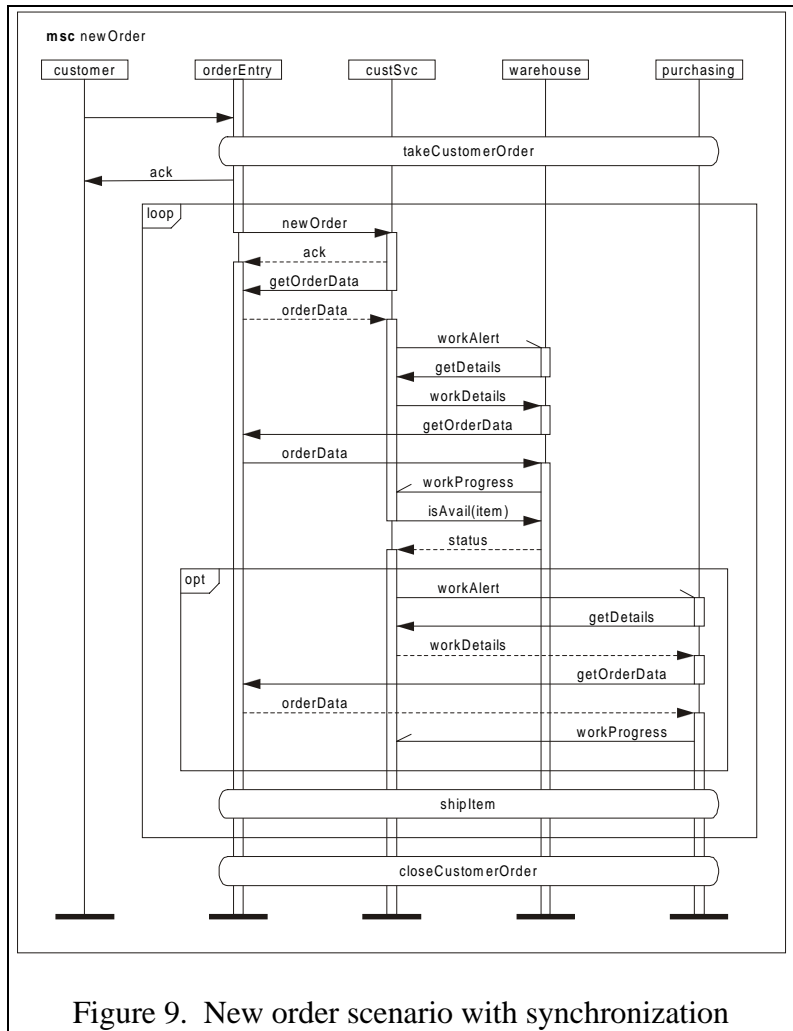 msc newOrder
customer orderEntry custSvc warehouse purchasing
takeCustomerOrder
ack
loop
newOrder
ack
getOrderData
orderData
workAlert
getDetails
workDetails
getOrderData
orderData
workProgress
isAvail(item)
status
opt
workAlert
getDetails
workDetails
getOrderData
orderData
workProgress
shipItem
closeCustomerOrder
Figure 9. New order scenario with synchronization